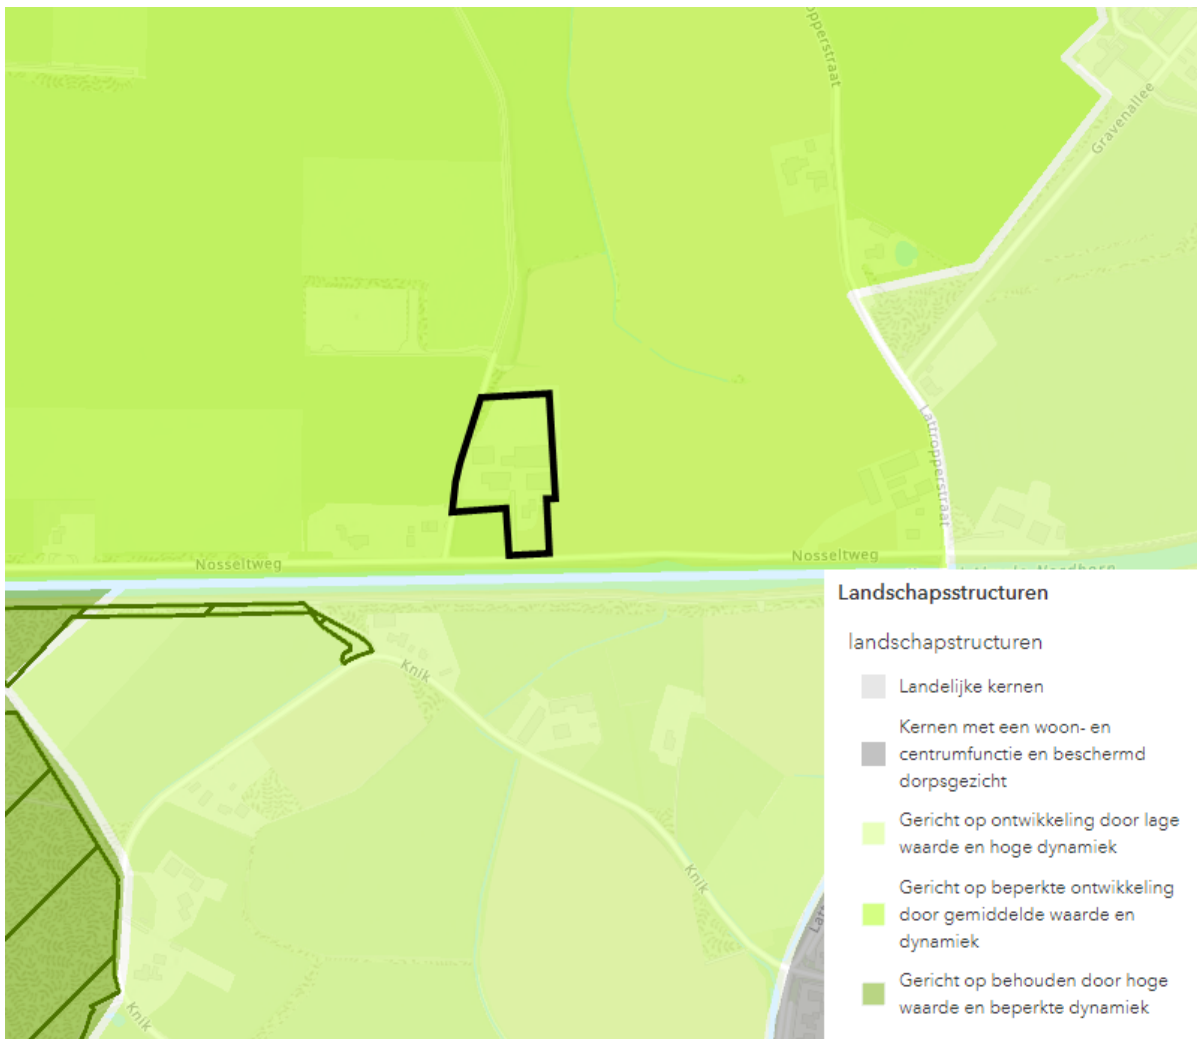 opperstraat
Gravenallee
Lattropperstraat
Nosseltweg
Nosseltweg
Knik
Knik
Knik
Latt
Landschapsstructuren
landschapstructuren
Landelijke kernen
Kernen met een woon- en
centrumfunctie en beschermd
dorpsgezicht
Gericht op ontwikkeling door lage
waarde en hoge dynamiek
Gericht op beperkte ontwikkeling
door gemiddelde waarde en
dynamiek
Gericht op behouden door hoge
waarde en beperkte dynamiek